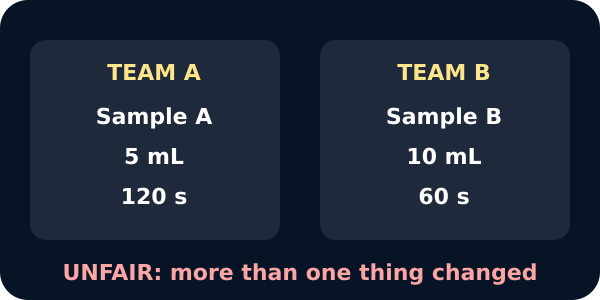 TEAM A
Sample A
5 mL
120 s
TEAM B
Sample B
10 mL
60 s
UNFAIR: more than one thing changed